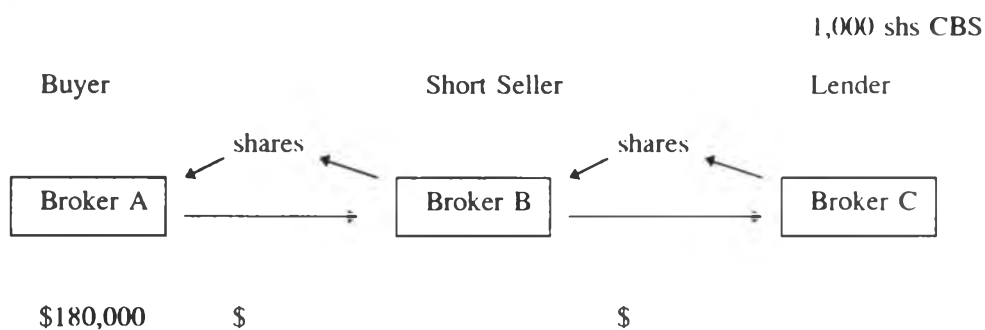 1,000 shs CBS
Buyer Short Seller Lender
shares shares
Broker A Broker B Broker C
$180,000 $ $